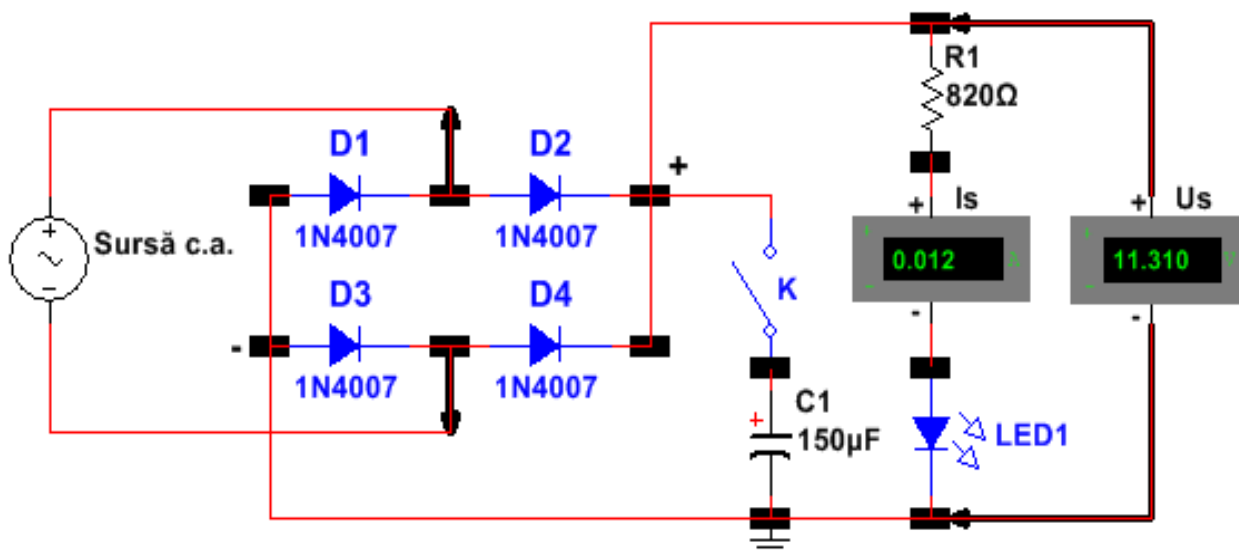 R1
820Ω
D1
D2
+
1N4007
1N4007
+ Is
+ Us
+
Sursă c.a.
-
0.012 A
11.310 V
D3
D4
K
-
-
-
1N4007
1N4007
C1
+
150µF
LED1